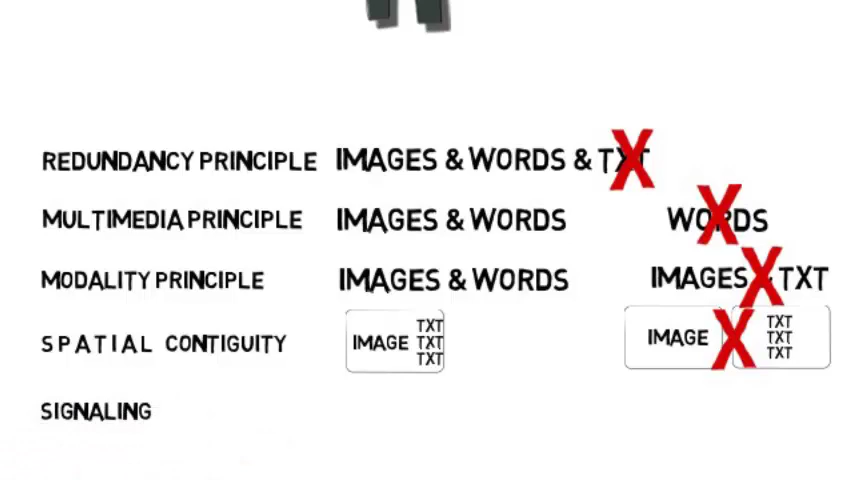 REDUNDANCY PRINCIPLE IMAGES & WORDS & TXT
MULTIMEDIA PRINCIPLE IMAGES & WORDS WORDS
MODALITY PRINCIPLE IMAGES & WORDS IMAGES & TXT
SPATIAL CONTIGUITY IMAGE TXT TXT TXT IMAGE TXT TXT TXT
SIGNALING